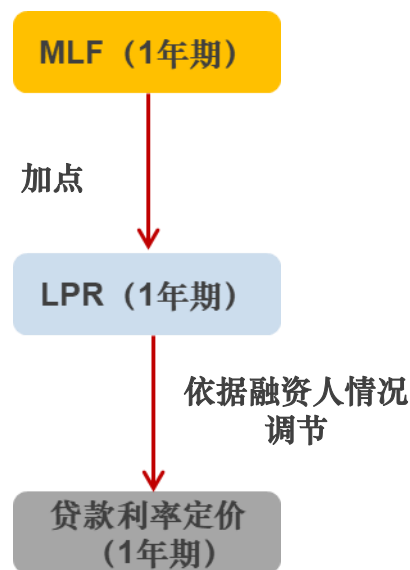 MLF（1年期）
加点
LPR（1年期）
依据融资人情况
调节
贷款利率定价
（1年期）